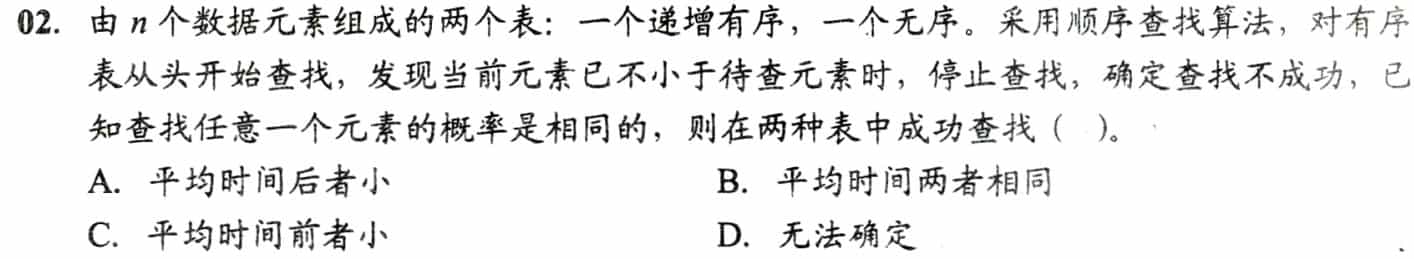 02. 由 n 个数据元素组成的两个表：一个递增有序，一个无序。采用顺序查找算法，对有序
表从头开始查找，发现当前元素已不小于待查元素时，停止查找，确定查找不成功，已
知查找任意一个元素的概率是相同的，则在两种表中成功查找（ ）。
A. 平均时间后者小 B. 平均时间两者相同
C. 平均时间前者小 D. 无法确定